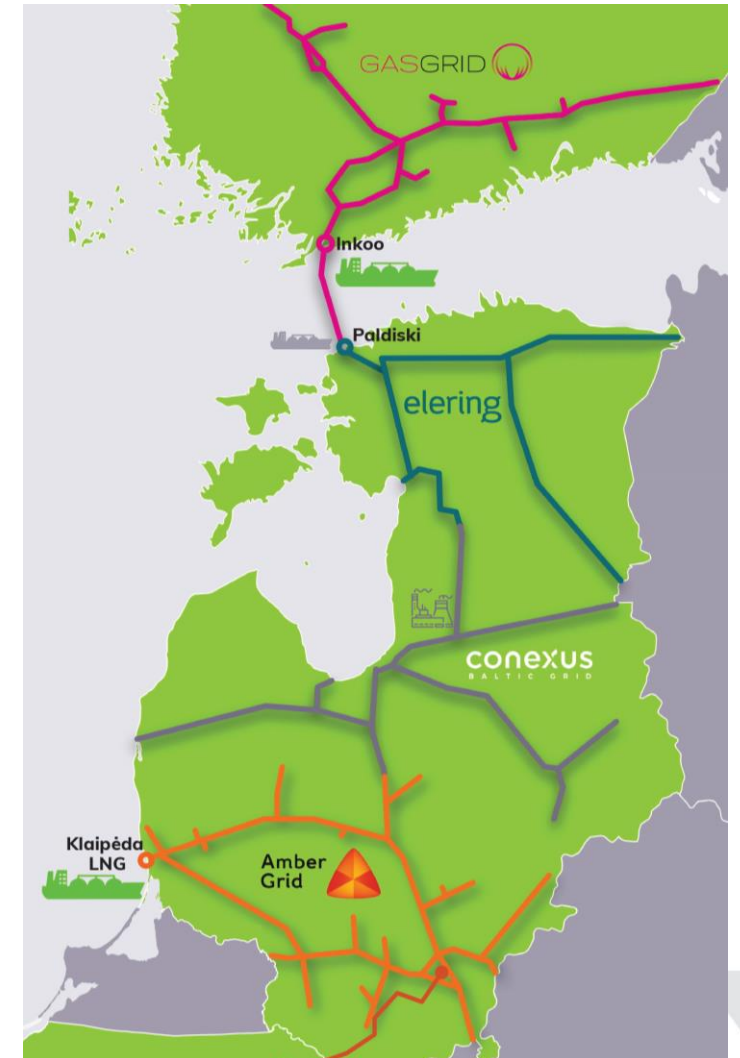 GASGRID
Inkoo
Paldiski
elering
conexus
BALTIC GRID
Klaipėda
LNG
Amber
Grid